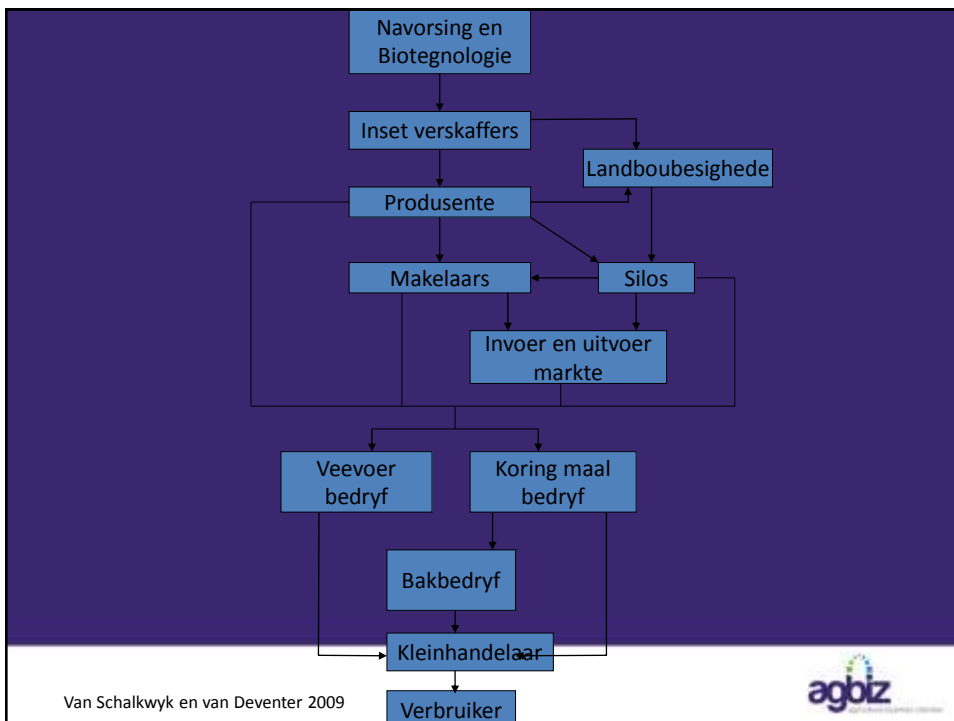 Navorsing en
Biotegnologie
Inset verskaffers
Landboubesighede
Produsente
Makelaars
Silos
Invoer en uitvoer
markte
Veevoer
bedryf
Koring maal
bedryf
Bakbedryf
Kleinhandelaar
Verbruiker
Van Schalkwyk en van Deventer 2009
agbiz